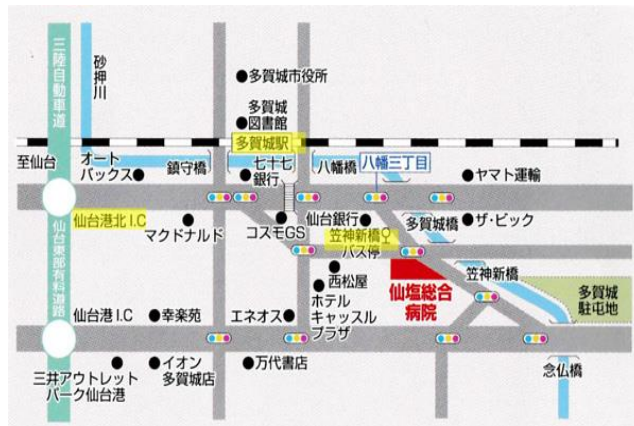 三陸自動車道
砂押川
多賀城市役所
多賀城
図書館
多賀城駅
至仙台
オート
バックス
鎮守橋
七十七
銀行
八幡橋
八幡三丁目
ヤマト運輸
仙台港北I.C
マクドナルド
コスモGS
仙台銀行
笠神新橋
バス停
多賀城橋
ザ・ビック
仙台東部有料道路
西松屋
仙塩総合
病院
笠神新橋
多賀城
駐屯地
ホテル
キャッスル
プラザ
仙台港I.C
幸楽苑
エネオス
三井アウトレット
パーク仙台港
イオン
多賀城店
万代書店
念仏橋